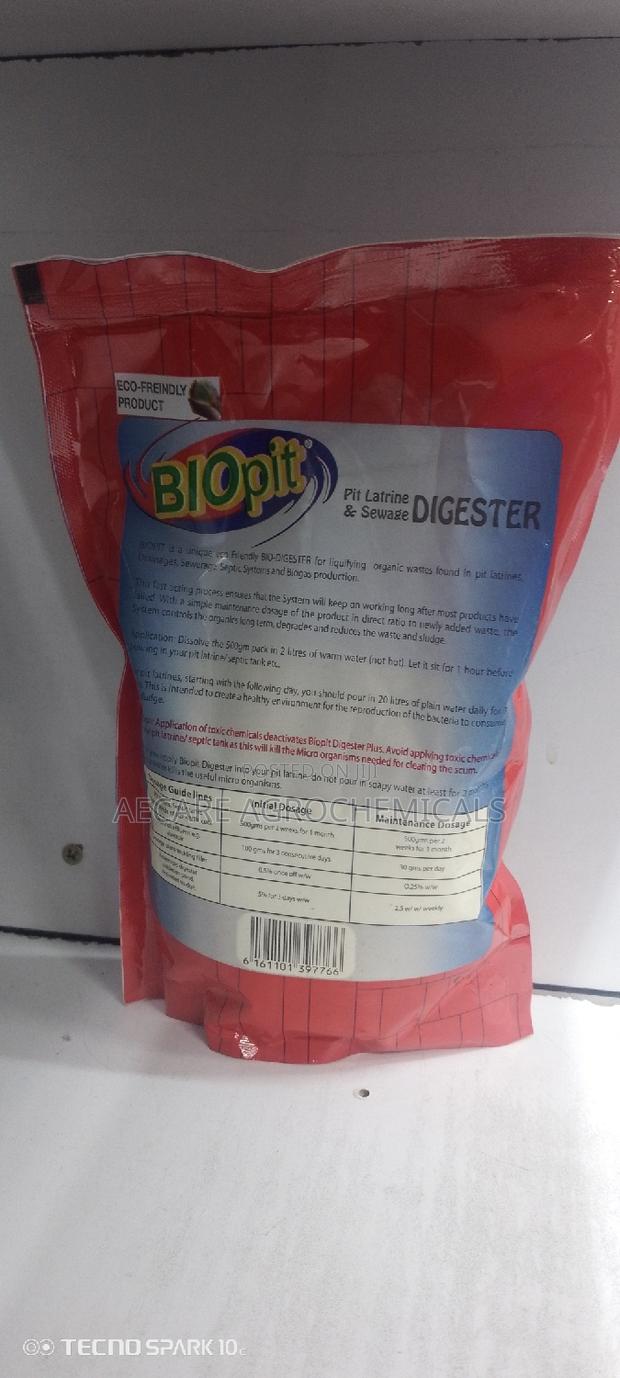 ECO-FREINDLY
PRODUCT
BIOpit®
Pit Latrine
& Sewage DIGESTER
BIOPIT is a unique eco Friendly BIO-DIGESTER for liquifying organic wastes found in pit latrines,
Drainages, Sewerage, Septic Systems and Biogas production.
This fast acting process ensures that the System will keep on working long after most products have
failed. With a simple maintenance dosage of the product in direct ratio to newly added waste, the
System controls the organics long term, degrades and reduces the waste and sludge.
Application: Dissolve the 500gm pack in 2 litres of warm water (not hot). Let it sit for 1 hour before
in your pit latrine/ septic tank etc.
pit latrines, starting with the following day, you should pour in 20 litres of plain water daily for
This is intended to create a healthy environment for the reproduction of the bacteria to consume
sludge.
Application of toxic chemicals deactivates Biopit Digester Plus. Avoid applying toxic
pit latrine/ septic tank as this will kill the Micro organisms needed for clearing the scum.
apply Biopit Digester into your pit latrine, do not pour in soapy water at least for 2
kills the useful micro organisms.
POSTED ON JIJI
AECARE AGROCHEMICALS
Guide lines Initial Dosage Maintanance Dosage
500gms per 2 weeks for 1 month 500gms per 2
weeks for 1 month
100 gms for 3 consecutive days 30 gms per day
0.5% once off w/w 0.25% w/w
5% for 3 days w/w 2.5 w/ w/ weekly
6 161101 397766
TECNO SPARK 10C